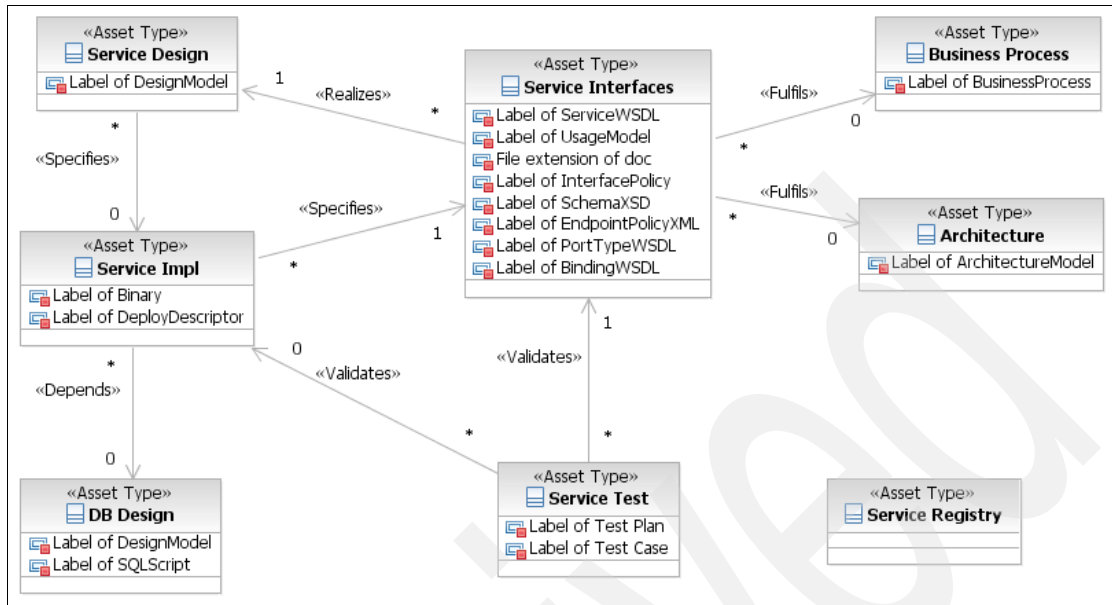 «Asset Type»
Service Design
Label of DesignModel
«Asset Type»
Service Interfaces
Label of ServiceWSDL
Label of UsageModel
File extension of doc
Label of InterfacePolicy
Label of SchemaXSD
Label of EndpointPolicyXML
Label of PortTypeWSDL
Label of BindingWSDL
«Asset Type»
Business Process
Label of BusinessProcess
1
«Realizes»
*
«Fulfils»
0
*
*
«Specifies»
0
«Specifies»
1
*
«Fulfils»
*
0
«Asset Type»
Architecture
Label of ArchitectureModel
«Asset Type»
Service Impl
Label of Binary
Label of DeployDescriptor
*
«Depends»
0
0
«Validates»
*
1
«Validates»
*
«Asset Type»
DB Design
Label of DesignModel
Label of SQLScript
«Asset Type»
Service Test
Label of Test Plan
Label of Test Case
«Asset Type»
Service Registry